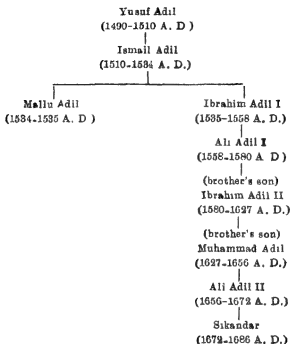 Yusuf Adil
(1490-1510 A. D )
Ismail Adil
(1510-1534 A. D.)
Mallu Adil
(1534-1535 A. D )
Ibrahim Adil I
(1535-1558 A. D.)
Ali Adil I
(1558-1580 A D)
(brother's son)
Ibrahim Adil II
(1580-1627 A. D.)
(brother's son)
Muhammad Adil
(1627-1656 A. D.)
Ali Adil II
(1656-1672 A. D.)
Sikandar
(1672-1686 A. D.)